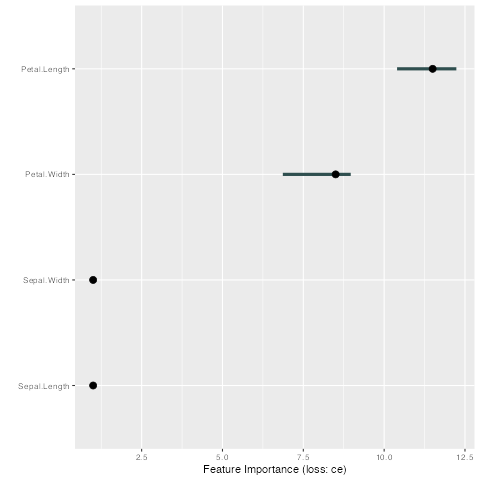 Petal.Length
Petal.Width
Sepal.Width
Sepal.Length
2.5 5.0 7.5 10.0 12.5
Feature Importance (loss: ce)